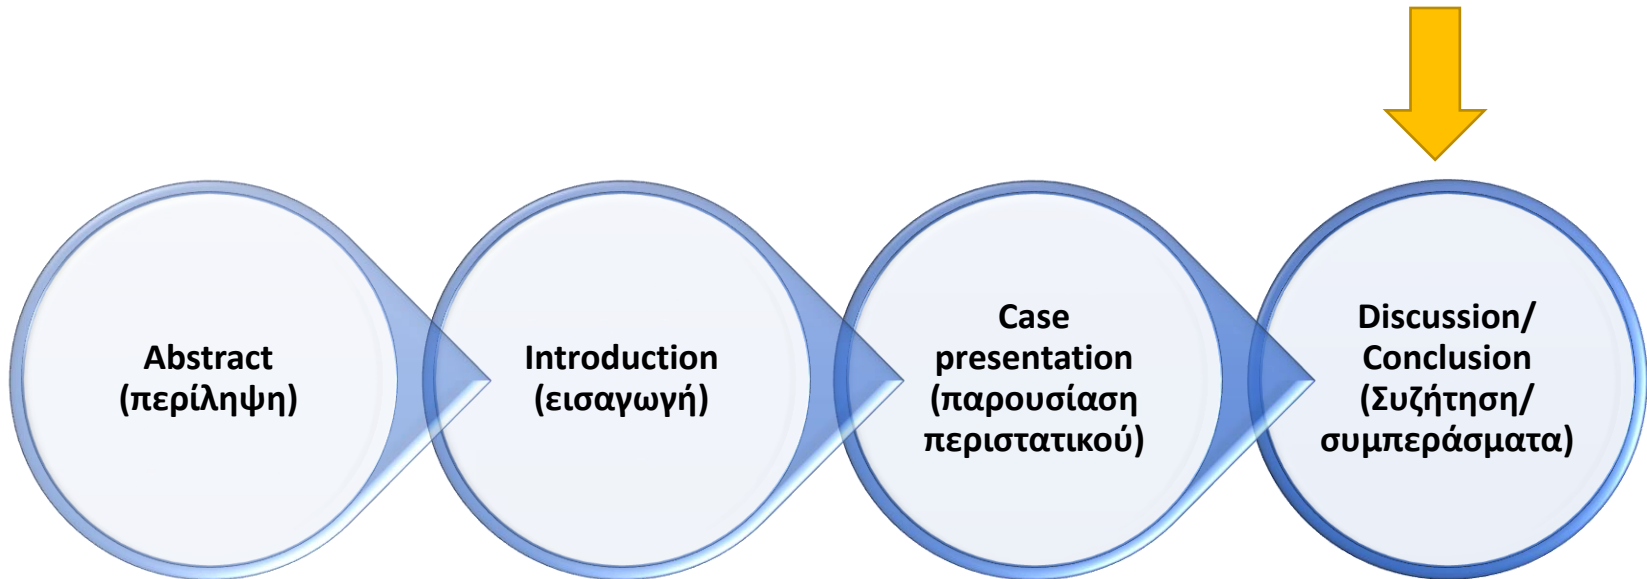 Abstract
(περίληψη)
Introduction
(εισαγωγή)
Case
presentation
(παρουσίαση
περιστατικού)
Discussion/
Conclusion
(Συζήτηση/
συμπεράσματα)